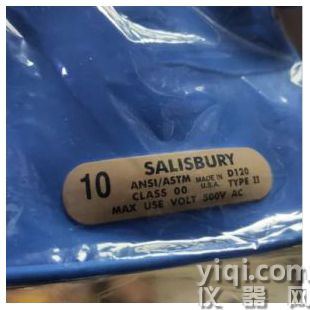 SALISBURY
10 ANSI/ASTM MADE IN U.S.A. D120
CLASS 00 TYPE II
MAX USE VOLT 500V AC
yiqi.com
仪器网